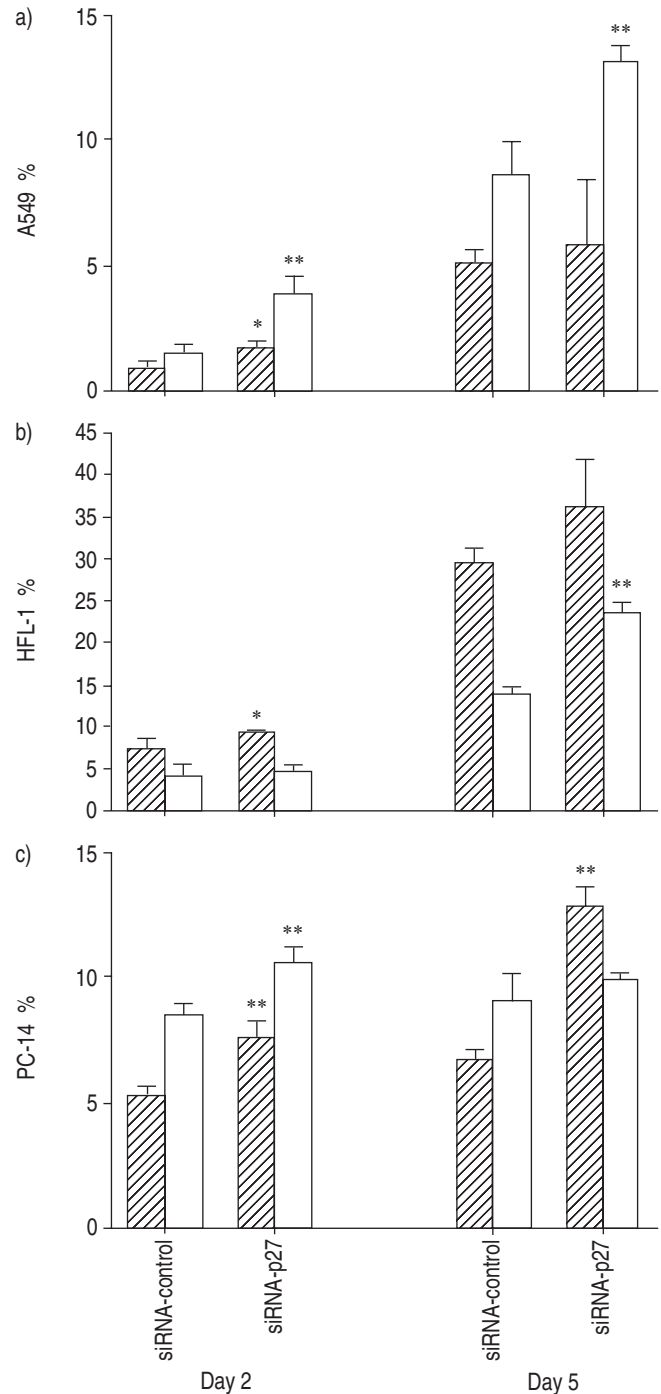 a)
15
10
5
0
A549 %
*
**
**
b)
45
40
35
30
25
20
15
10
5
0
HFL-1 %
*
**
c)
15
10
5
0
PC-14 %
**
**
**
siRNA-control
siRNA-p27
siRNA-control
siRNA-p27
Day 2
Day 5